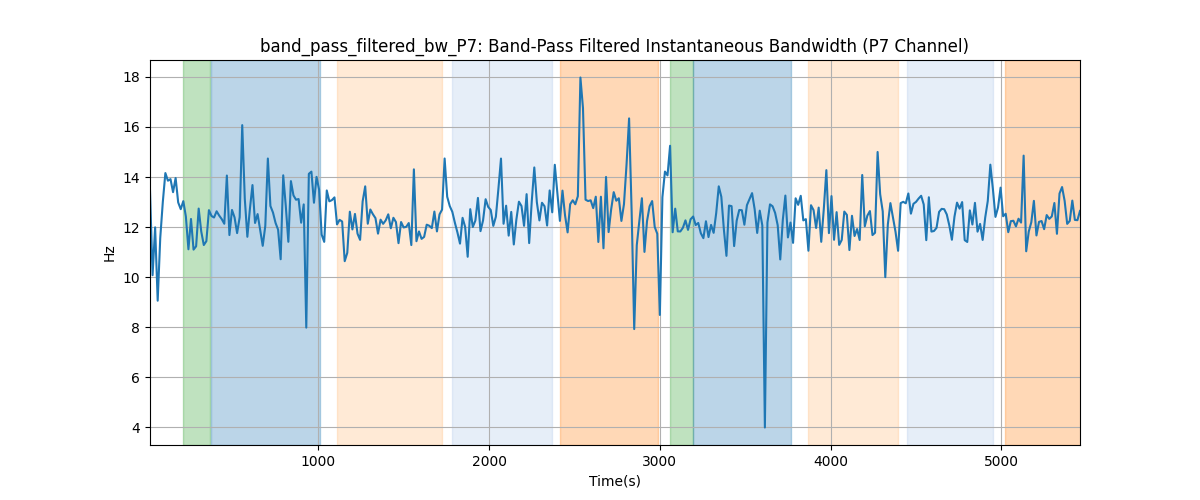 band_pass_filtered_bw_P7: Band-Pass Filtered Instantaneous Bandwidth (P7 Channel)
18
16
14
12
10
8
6
4
Hz
1000 2000 3000 4000 5000
Time(s)